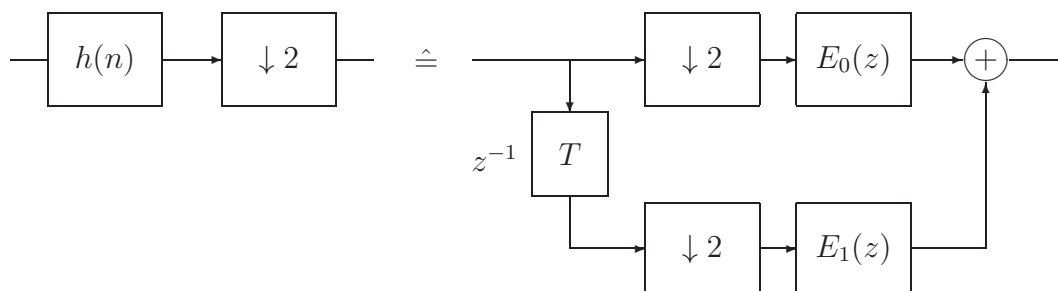 h(n) ↓ 2 ≙ ↓ 2 E₀(z) +
z⁻¹ T
↓ 2 E₁(z)